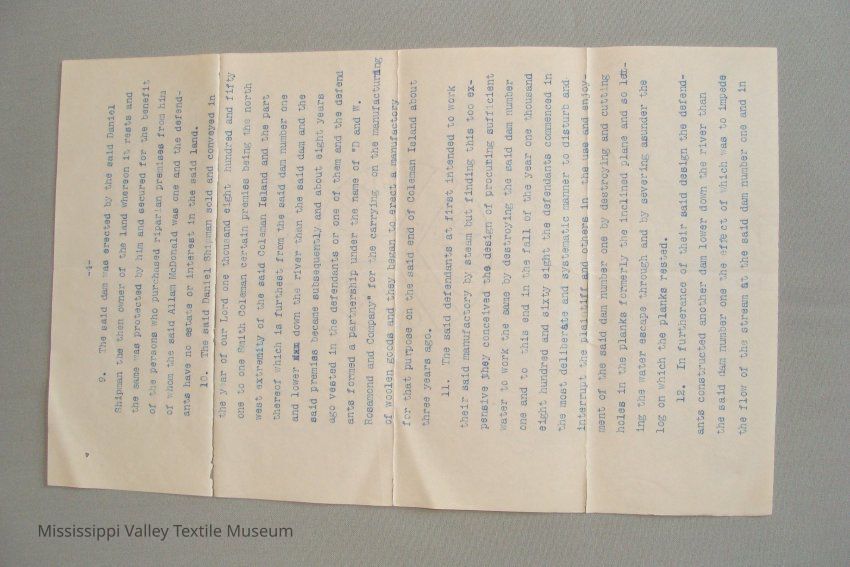 -4-
9. The said dam was erected by the said Daniel
Shipman the then owner of the land whereon it rests and
the same was protected by him and secured for the benefit
of the persons who purchased riparian premises from him
of whom the said Allam McDonald was one and the defend-
ants have no estate or interest in the said land.
10. The said Daniel Shipman sold and conveyed in
the year of our Lord one thousand eight hundred and fifty
one to one Smith Coleman certain premises being the north
west extremity of the said Coleman Island and the part
thereof which is furthest from the said dam number one
and lower down the river than the said dam and the
said premises became subsequently and about eight years
ago vested in the defendants or one of them and the defend
ants formed a partnership under the name of "B and W.
Rosamond and Company" for the carrying on the manufacturing
of woolen goods and they began to erect a manufactory
for that purpose on the said end of Coleman Island about
three years ago.
11. The said defendants at first intended to work
their said manufactory by steam but finding this too ex-
pensive they conceived the design of procuring sufficient
water to work the same by destroying the said dam number
one and to this end in the fall of the year one thousand
eight hundred and sixty eight the defendants commenced in
the most deliberate and systematic manner to disturb and
interrupt the plaintiff and others in the use and enjoy-
ment of the said dam number one by destroying and cutting
holes in the planks formerly the inclined plane and so let-
ing the water escape through and by severing asunder the
log on which the planks rested.
12. In furtherence of their said design the defend-
ants constructed another dam lower down the river than
the said dam number one the effect of which was to impede
the flow of the stream at the said dam number one and in
Mississippi Valley Textile Museum